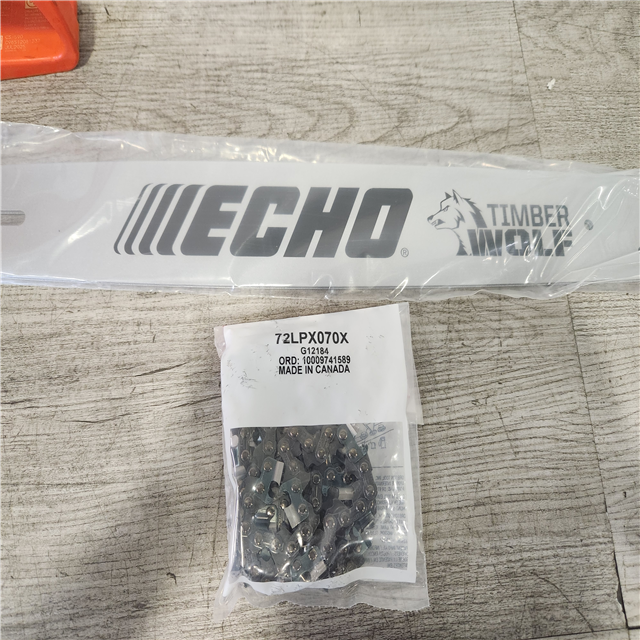 ECHO®
TIMBER
WOLF
72LPX070X
G12184
ORD: 10009741589
MADE IN CANADA